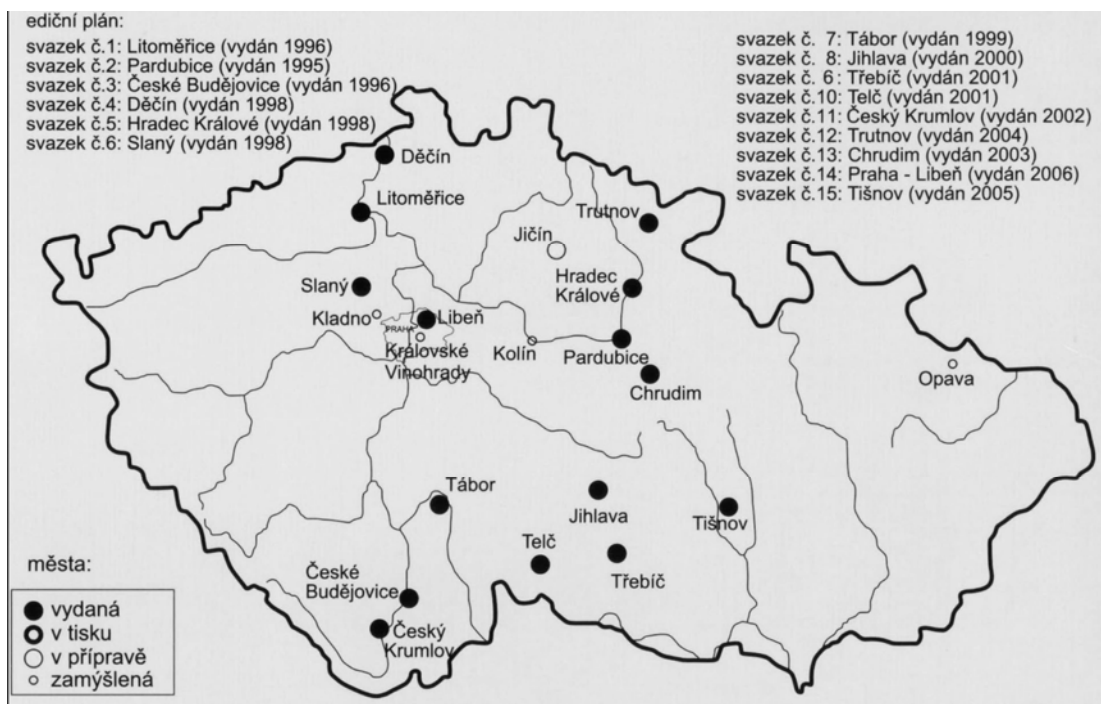 ediční plán:
svazek č.1: Litoměřice (vydán 1996)
svazek č.2: Pardubice (vydán 1995)
svazek č.3: České Budějovice (vydán 1996)
svazek č.4: Děčín (vydán 1998)
svazek č.5: Hradec Králové (vydán 1998)
svazek č.6: Slaný (vydán 1998)
svazek č. 7: Tábor (vydán 1999)
svazek č. 8: Jihlava (vydán 2000)
svazek č. 6: Třebíč (vydán 2001)
svazek č.10: Telč (vydán 2001)
svazek č.11: Český Krumlov (vydán 2002)
svazek č.12: Trutnov (vydán 2004)
svazek č.13: Chrudim (vydán 2003)
svazek č.14: Praha - Libeň (vydán 2006)
svazek č.15: Tišnov (vydán 2005)
Děčín
Litoměřice
Trutnov
Jičín
Slaný
Hradec
Králové
Kladno
Libeň
PRAHA
Královské
Vinohrady
Kolín
Pardubice
Chrudim
Opava
Tábor
Jihlava
Tišnov
Telč
Třebíč
České
Budějovice
Český
Krumlov
města:
vydaná
v tisku
v přípravě
zamýšlená